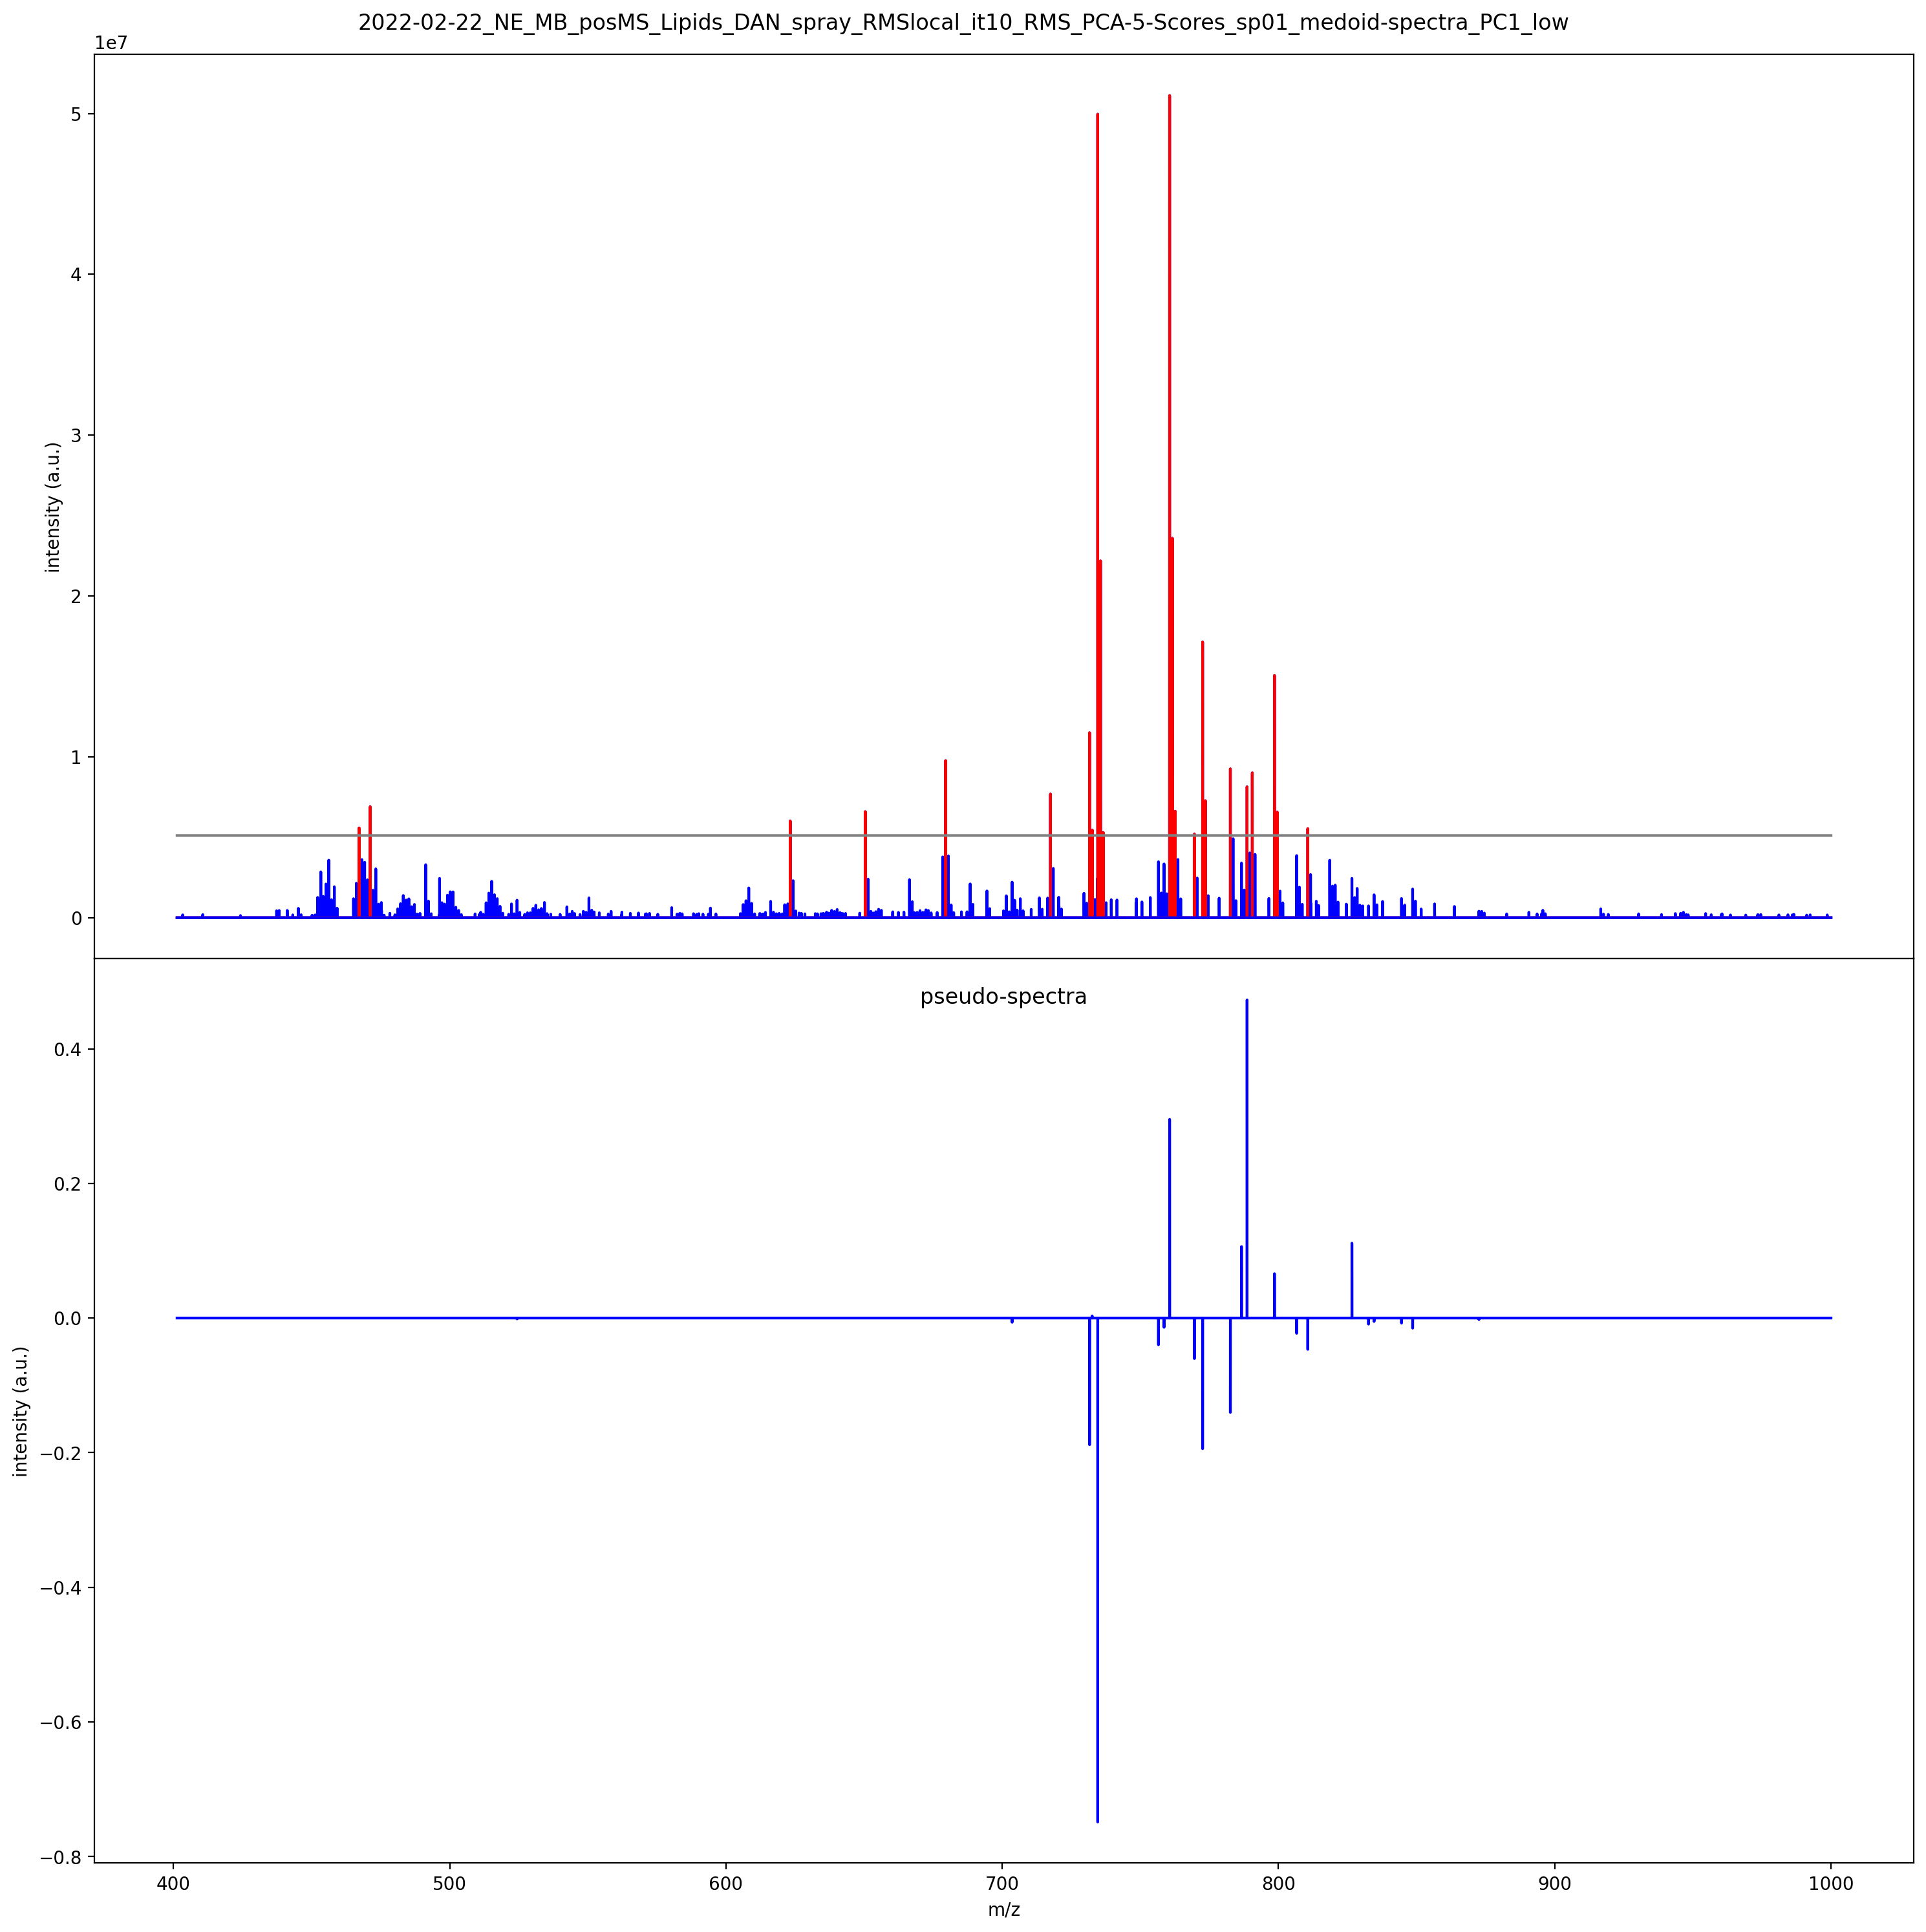 2022-02-22_NE_MB_posMS_Lipids_DAN_spray_RMSlocal_it10_RMS_PCA-5-Scores_sp01_medoid-spectra_PC1_low
1e7
5
4
3
2
1
0
intensity (a.u.)
pseudo-spectra
0.4
0.2
0.0
−0.2
−0.4
−0.6
−0.8
intensity (a.u.)
400 500 600 700 800 900 1000
m/z